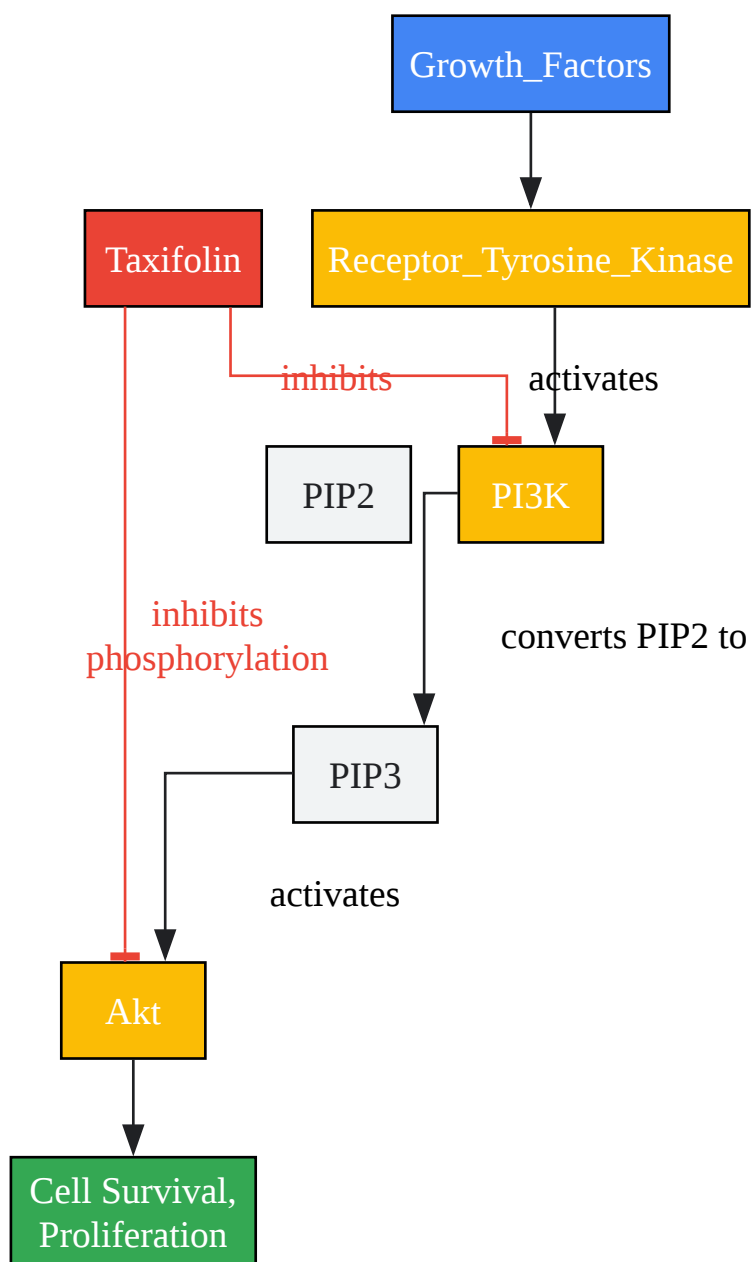 Growth_Factors
Taxifolin
Receptor_Tyrosine_Kinase
inhibits
activates
PIP2
PI3K
inhibits
phosphorylation
converts PIP2 to
PIP3
activates
Akt
Cell Survival,
Proliferation